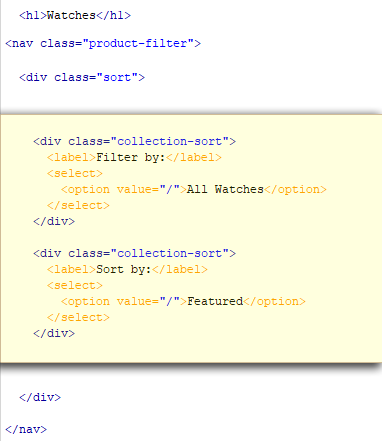 <h1>Watches</h1>
<nav class="product-filter">
<div class="sort">
<div class="collection-sort">
<label>Filter by:</label>
<select>
<option value="/">All Watches</option>
</select>
</div>
<div class="collection-sort">
<label>Sort by:</label>
<select>
<option value="/">Featured</option>
</select>
</div>
</div>
</nav>